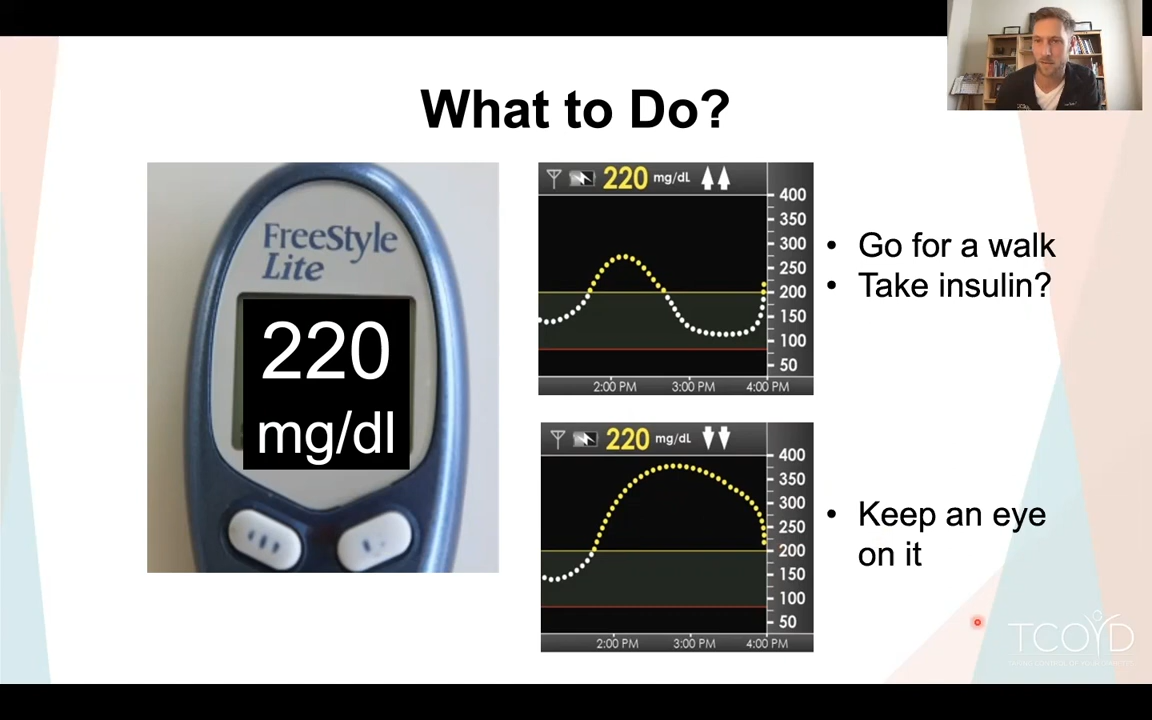 What to Do?
FreeStyle
Lite
220
mg/dl
220 mg/dL
400
350
300
250
200
150
100
50
2:00 PM 3:00 PM 4:00 PM
• Go for a walk
• Take insulin?
220 mg/dL
400
350
300
250
200
150
100
50
2:00 PM 3:00 PM 4:00 PM
• Keep an eye
on it
TCOYD